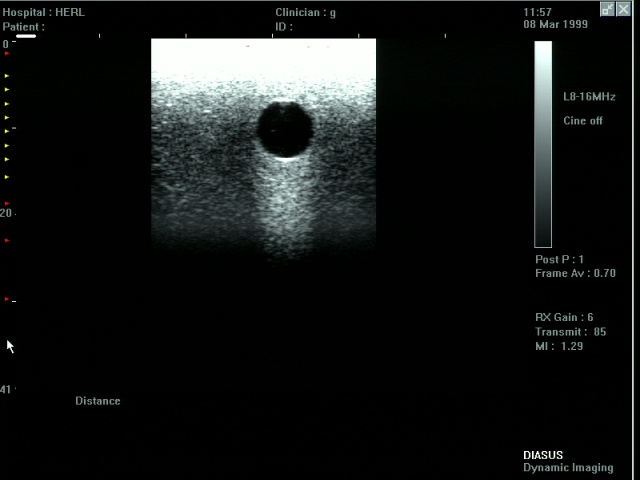 Hospital : HERL
Clinician : g
11:57
Patient :
ID :
08 Mar 1999
0
L8-16MHz
Cine off
20
Post P : 1
Frame Av : 0.70
RX Gain : 6
Transmit : 85
MI : 1.29
41
Distance
DIASUS
Dynamic Imaging